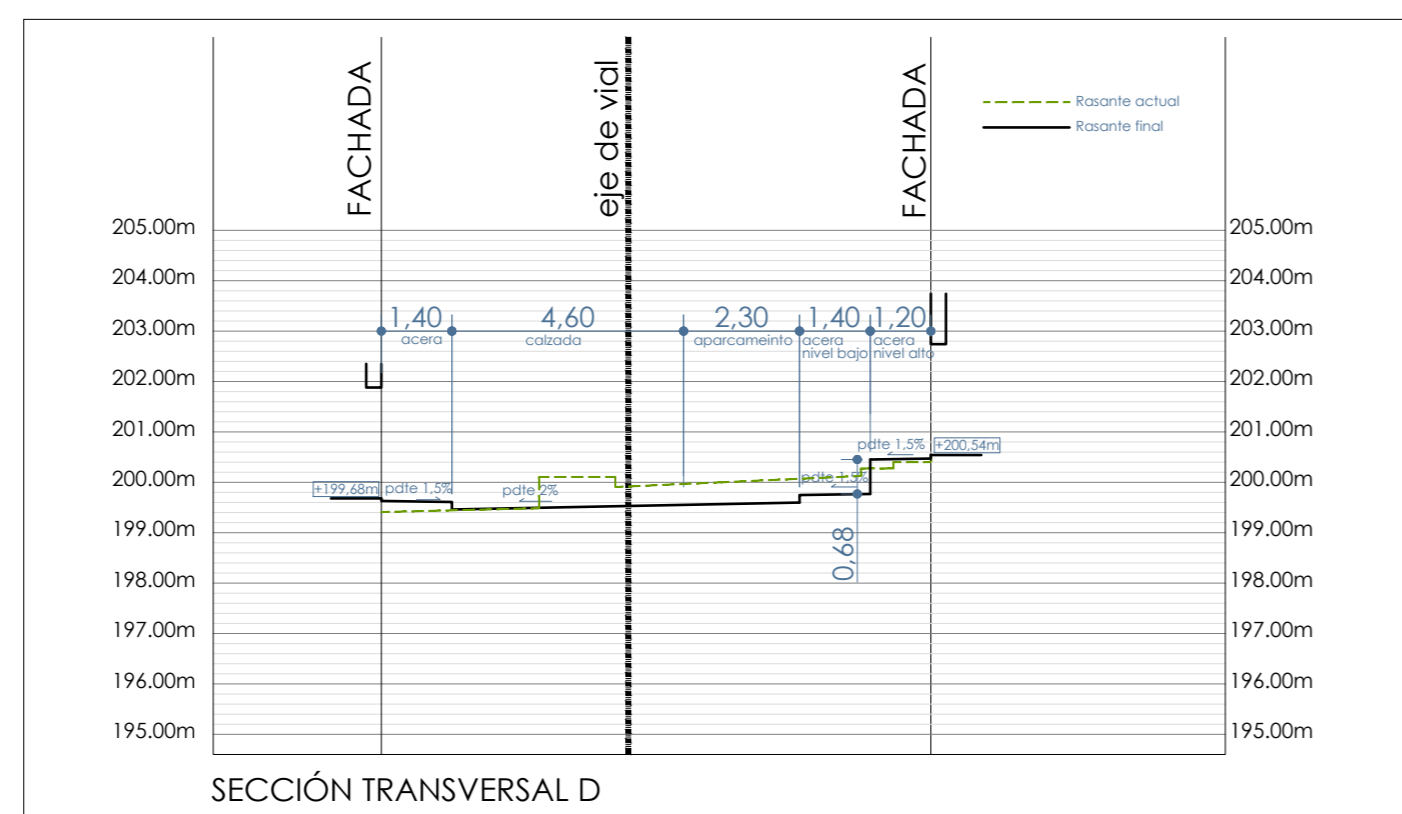 FACHADA
eje de vial
FACHADA
Rasante actual
Rasante final
205.00m 205.00m
204.00m 204.00m
1,40 4,60 2,30 1,40 1,20
203.00m 203.00m
acera calzada aparcameinto acera acera
nivel bajo nivel alto
202.00m 202.00m
201.00m 201.00m
pdte 1,5% +200,54m
200.00m 200.00m
+199,68m pdte 1,5% pdte 2% pdte 1,5%
199.00m 199.00m
0,68
198.00m 198.00m
197.00m 197.00m
196.00m 196.00m
195.00m 195.00m
SECCIÓN TRANSVERSAL D